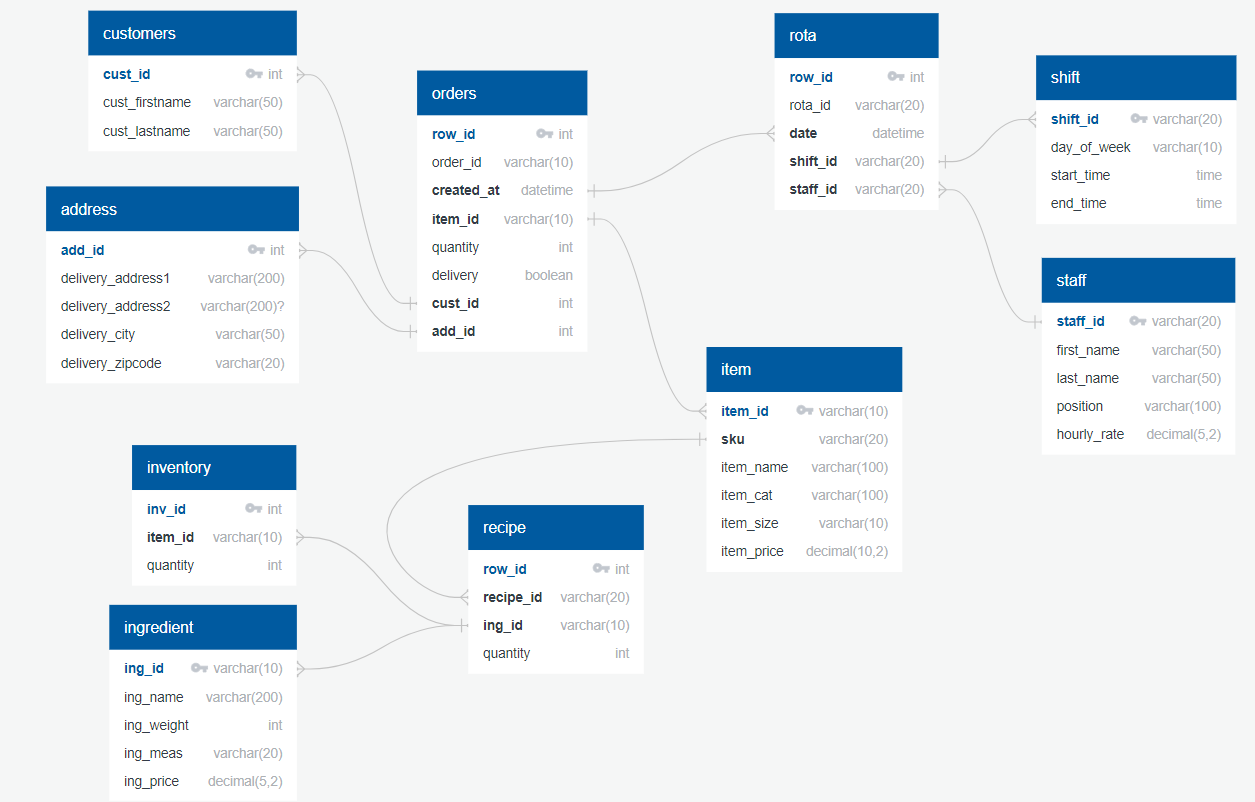 customers
cust_id int
cust_firstname varchar(50)
cust_lastname varchar(50)
address
add_id int
delivery_address1 varchar(200)
delivery_address2 varchar(200)?
delivery_city varchar(50)
delivery_zipcode varchar(20)
orders
row_id int
order_id varchar(10)
created_at datetime
item_id varchar(10)
quantity int
delivery boolean
cust_id int
add_id int
rota
row_id int
rota_id varchar(20)
date datetime
shift_id varchar(20)
staff_id varchar(20)
shift
shift_id varchar(20)
day_of_week varchar(10)
start_time time
end_time time
staff
staff_id varchar(20)
first_name varchar(50)
last_name varchar(50)
position varchar(100)
hourly_rate decimal(5,2)
item
item_id varchar(10)
sku varchar(20)
item_name varchar(100)
item_cat varchar(100)
item_size varchar(10)
item_price decimal(10,2)
inventory
inv_id int
item_id varchar(10)
quantity int
recipe
row_id int
recipe_id varchar(20)
ing_id varchar(10)
quantity int
ingredient
ing_id varchar(10)
ing_name varchar(200)
ing_weight int
ing_meas varchar(20)
ing_price decimal(5,2)